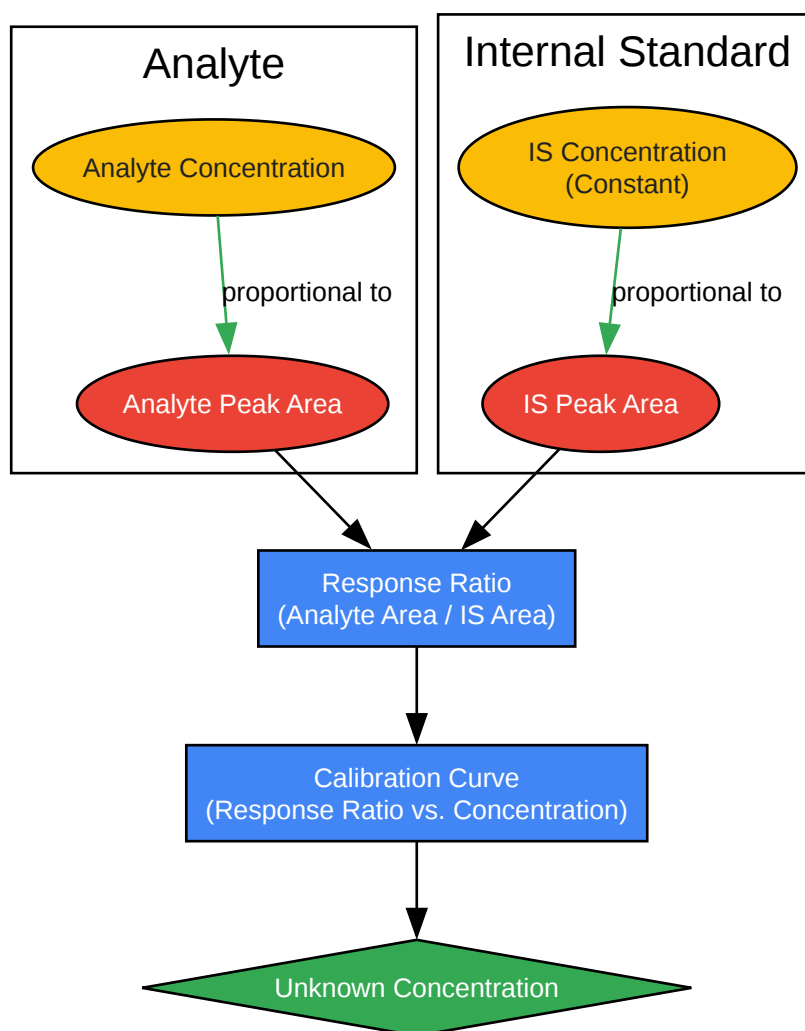 Analyte
Analyte Concentration
proportional to
Analyte Peak Area
Internal Standard
IS Concentration
(Constant)
proportional to
IS Peak Area
Response Ratio
(Analyte Area / IS Area)
Calibration Curve
(Response Ratio vs. Concentration)
Unknown Concentration